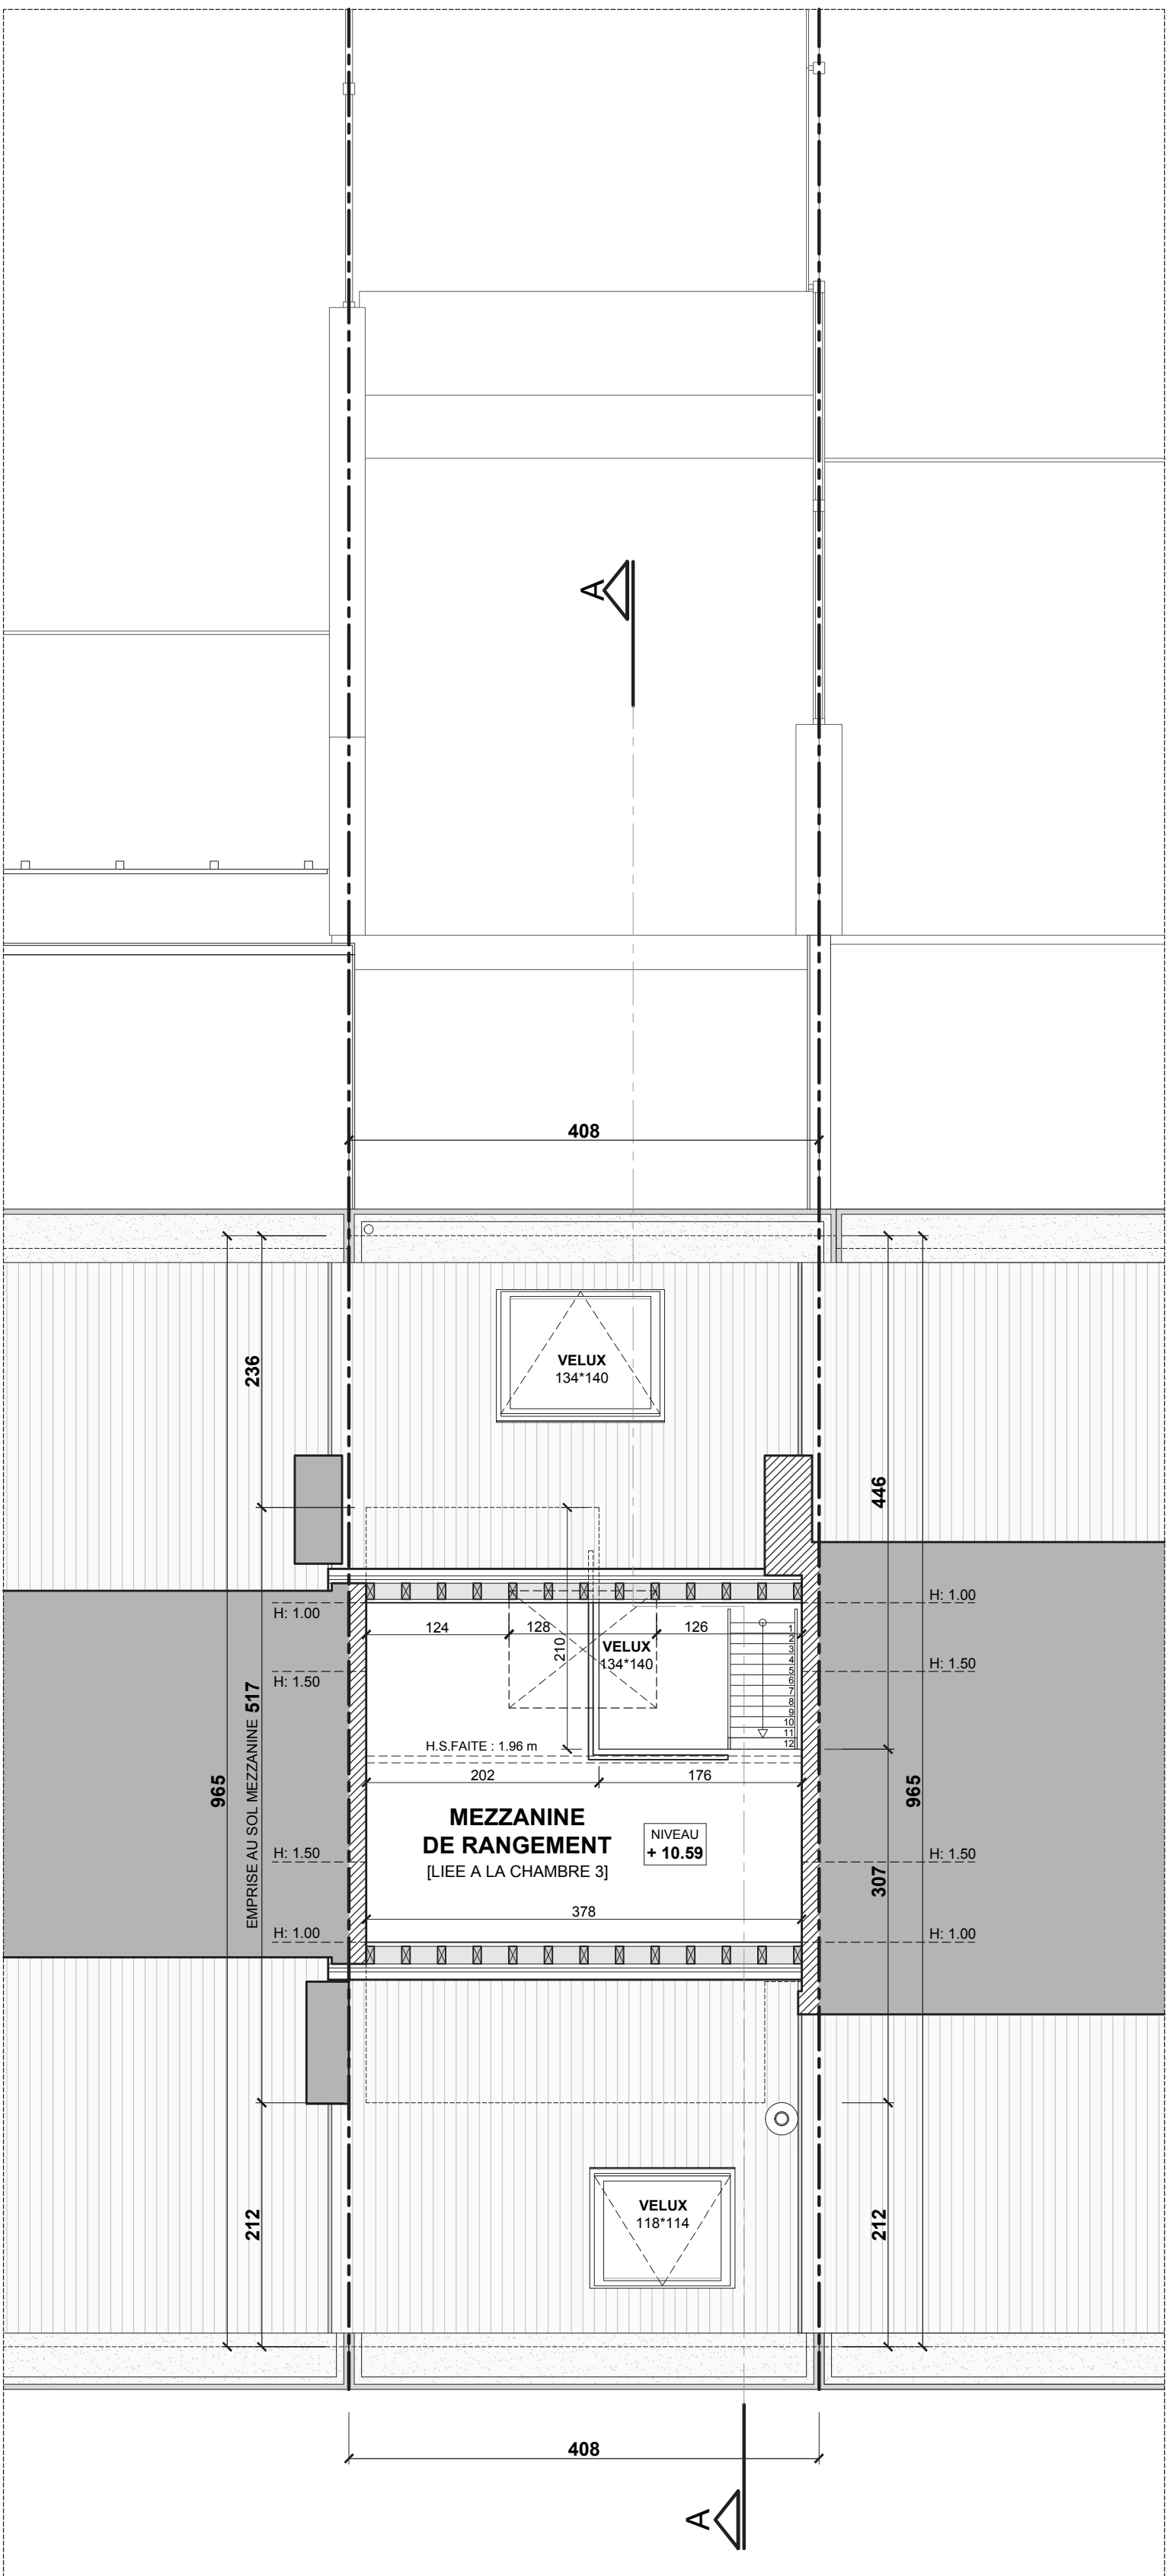 A
408
236
VELUX
134*140
446
H: 1.00
H: 1.00
124
128
126
1
2
3
4
5
6
7
8
9
10
11
12
210
VELUX
134*140
H: 1.50
H: 1.50
H.S.FAITE : 1.96 m
965
EMPRISE AU SOL MEZZANINE 517
202
176
965
MEZZANINE
DE RANGEMENT
[LIEE A LA CHAMBRE 3]
NIVEAU
+ 10.59
H: 1.50
H: 1.50
307
378
H: 1.00
H: 1.00
212
VELUX
118*114
212
408
A